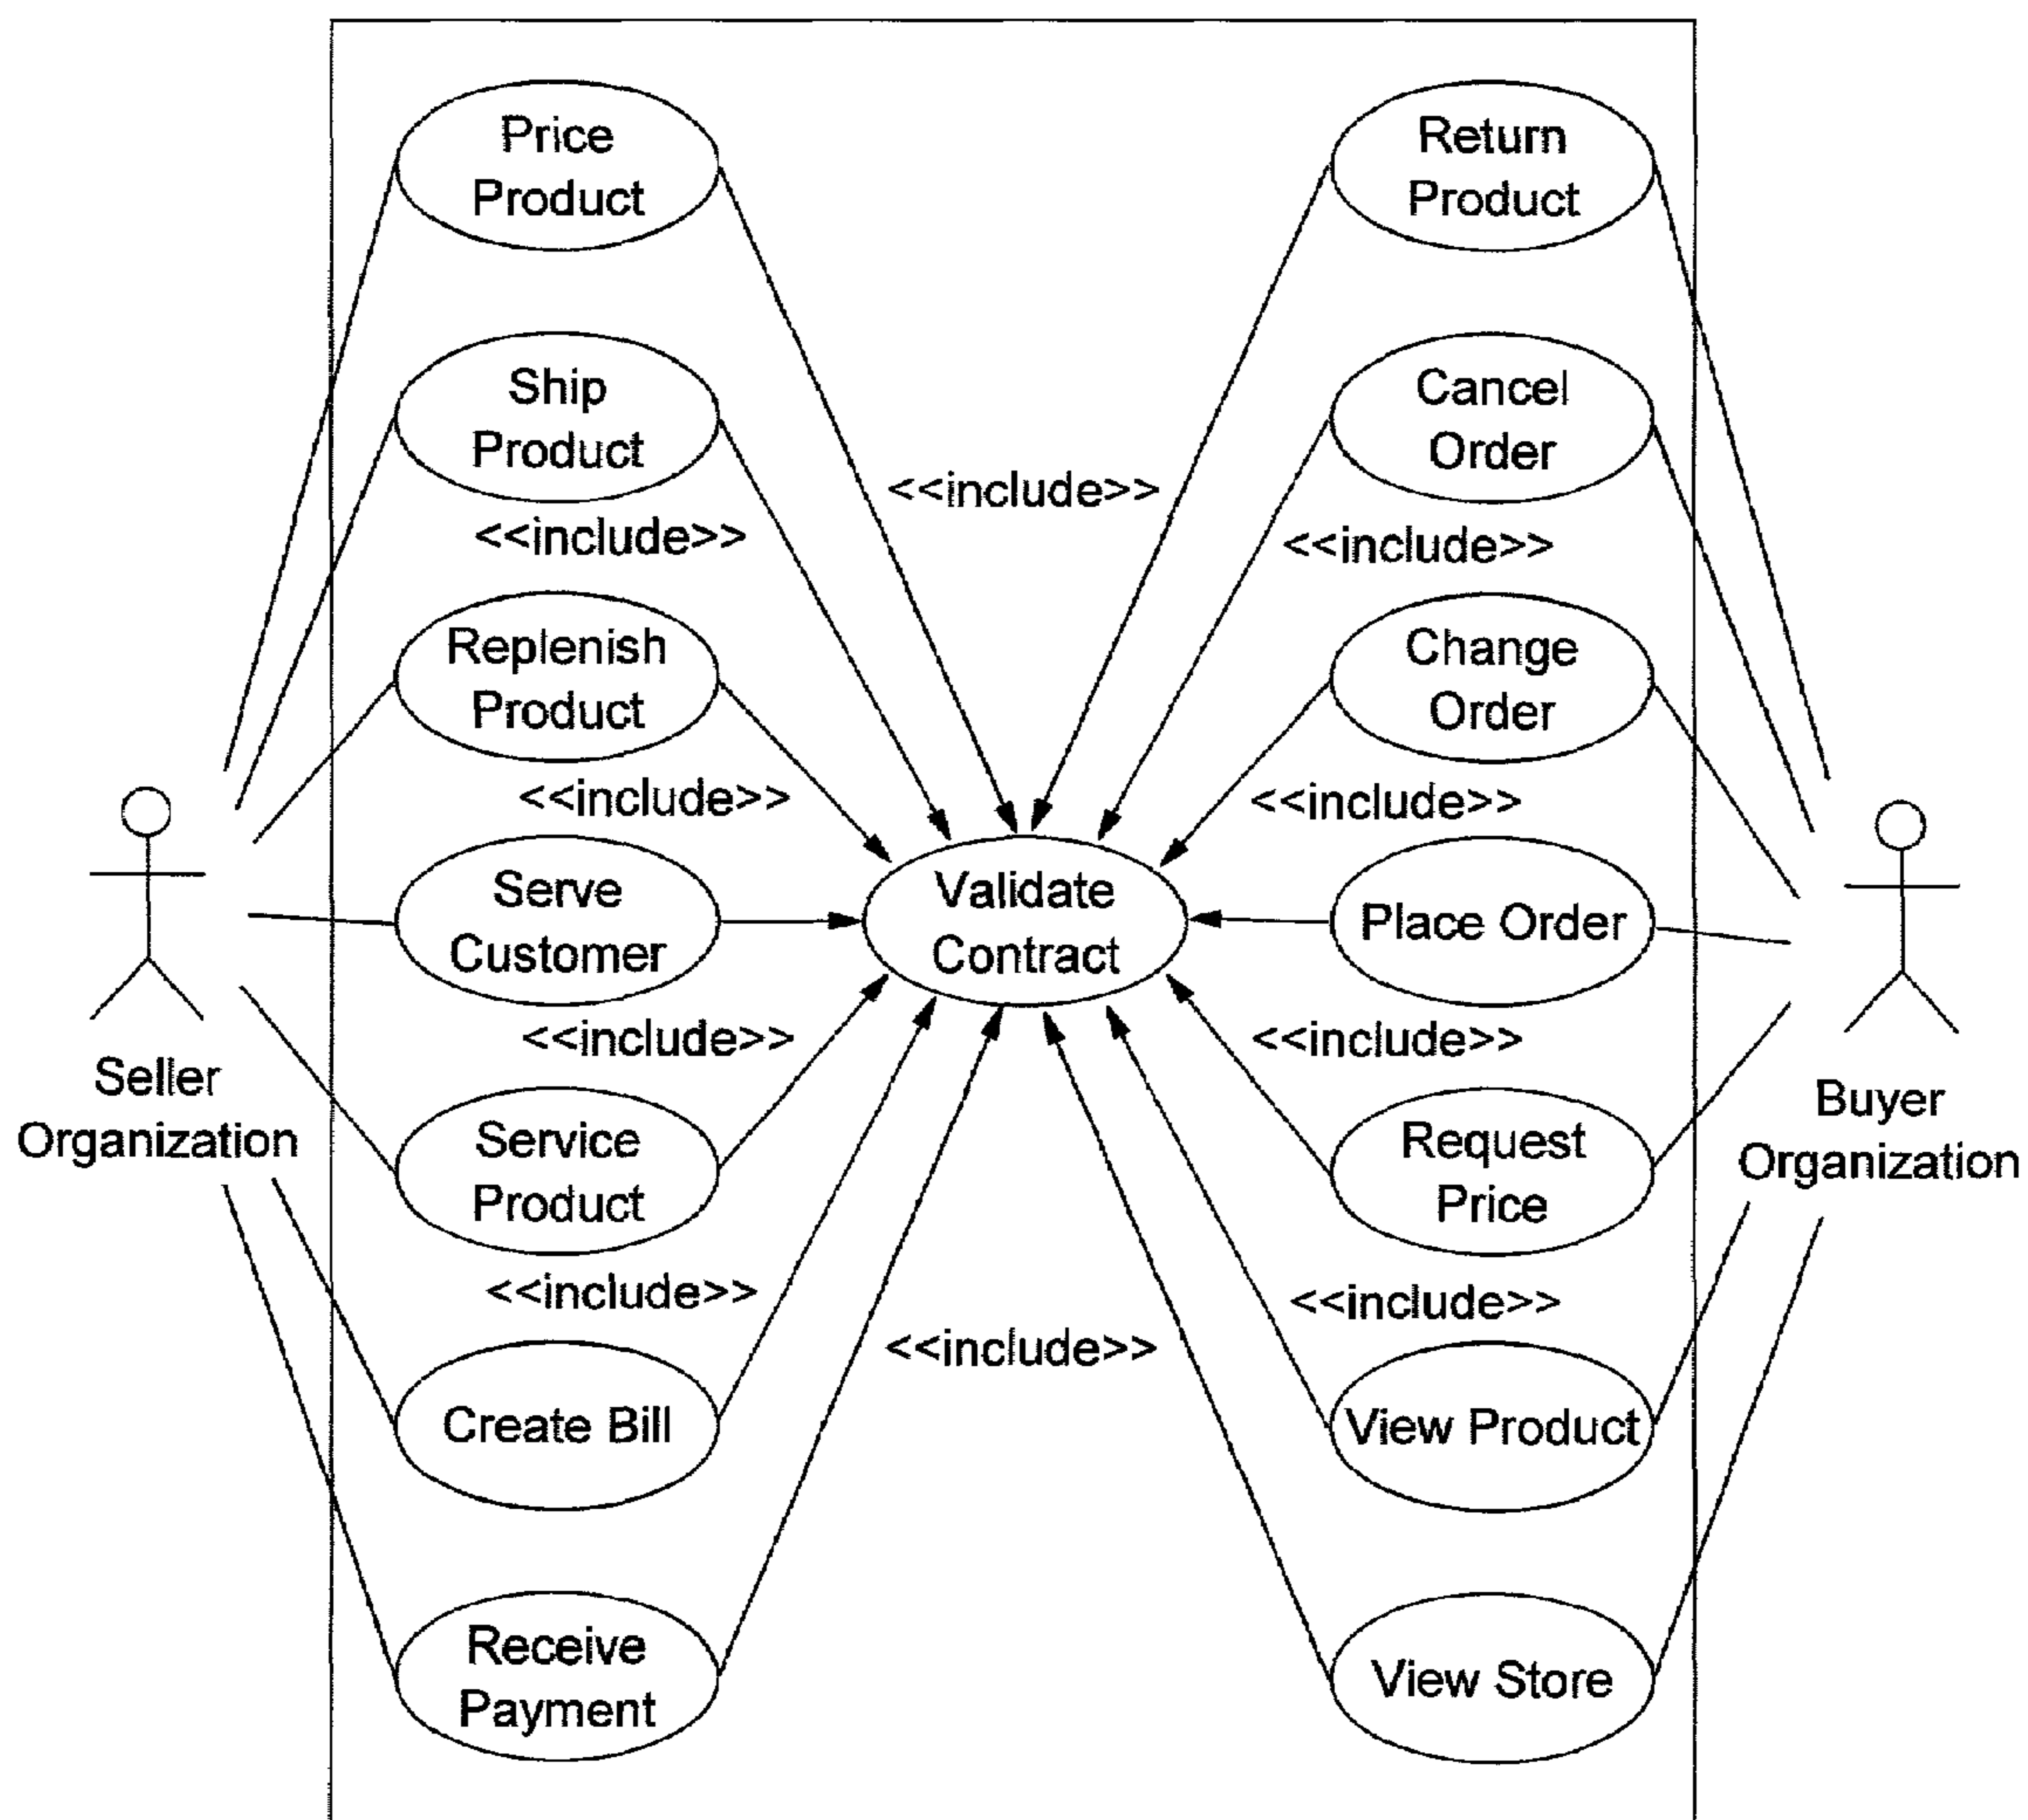 Price
Product
Return
Product
Ship
Product
Cancel
Order
<<include>>
<<include>>
<<include>>
Replenish
Product
Change
Order
<<include>>
<<include>>
Serve
Customer
Validate
Contract
Place Order
<<include>>
<<include>>
Seller
Organization
Buyer
Organization
Service
Product
Request
Price
<<include>>
<<include>>
<<include>>
Create Bill
View Product
Receive
Payment
View Store